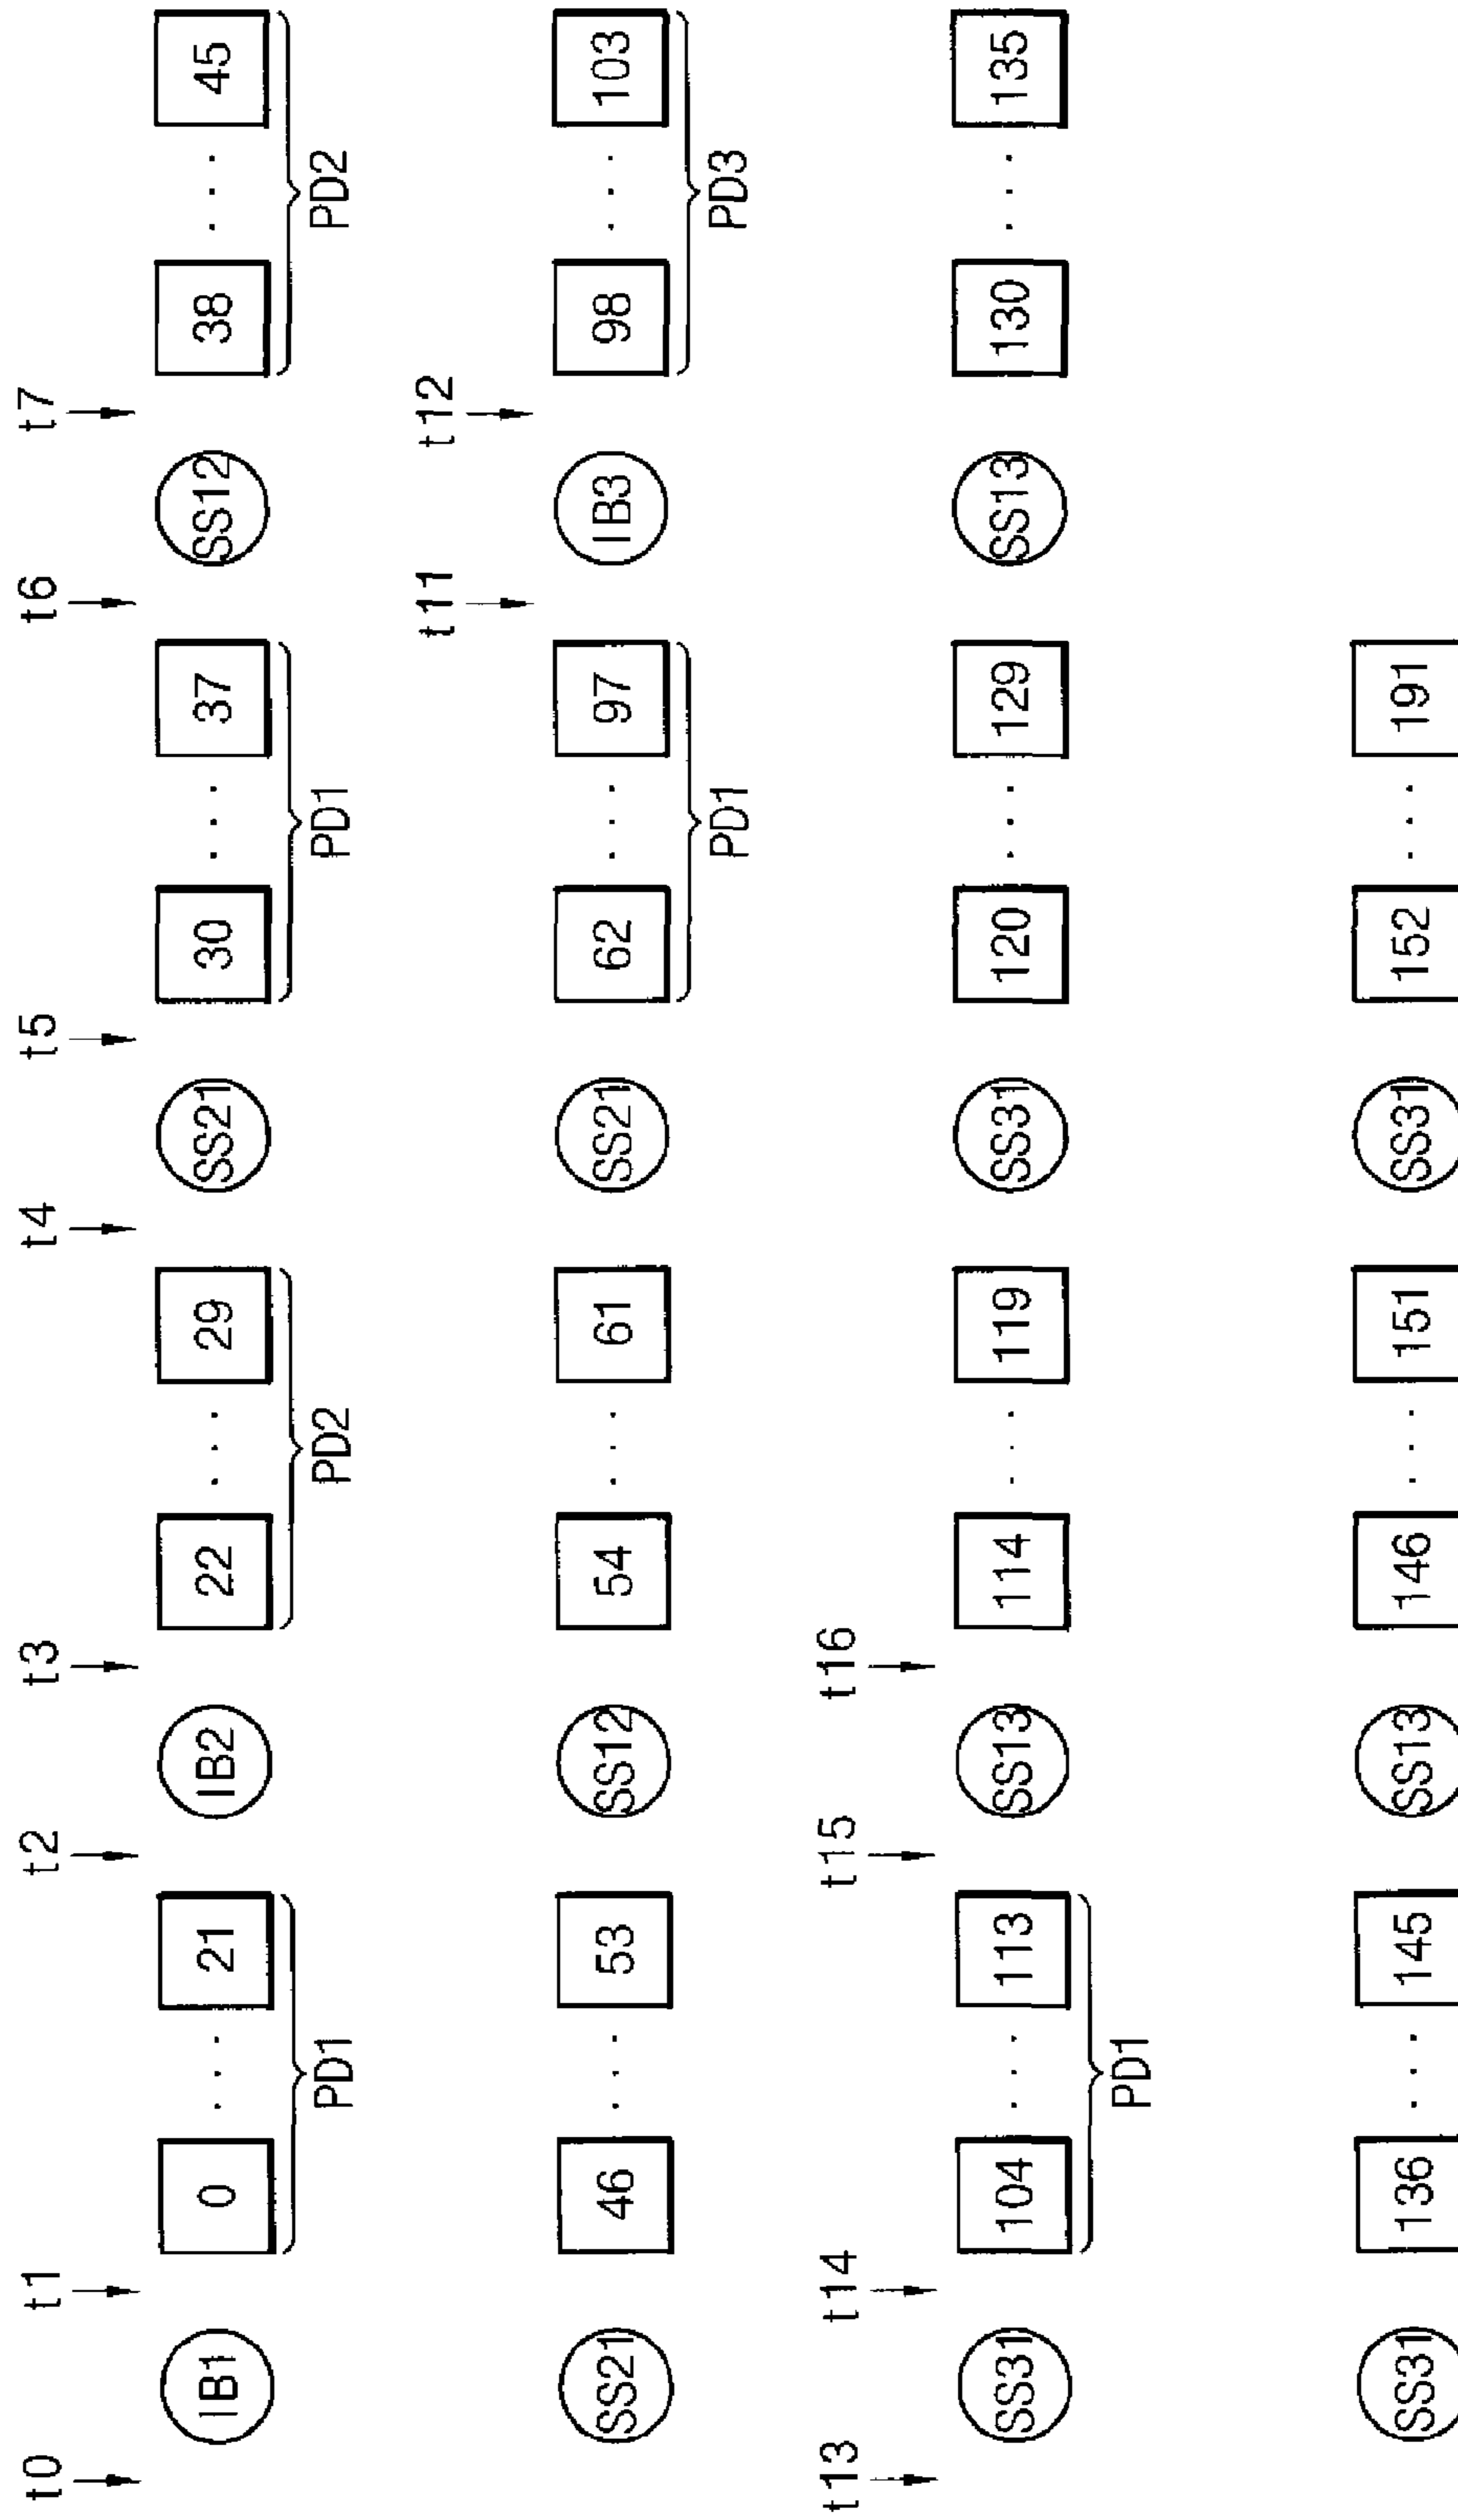 t0 t1 t2 t3 t4 t5 t6 t7
IB1 0 ... 21 IB2 22 ... 29 SS21 30 ... 37 SS12 38 ... 45
PD1 PD2 PD1 PD2
t11 t12
SS21 46 ... 53 SS12 54 ... 61 SS21 62 ... 97 IB3 98 ... 103
PD1 PD3
t13 t14 t15 t16
SS31 104 ... 113 SS13 114 ... 119 SS31 120 ... 129 SS13 130 ... 135
PD1
SS31 136 ... 145 SS13 146 ... 151 SS31 152 ... 191